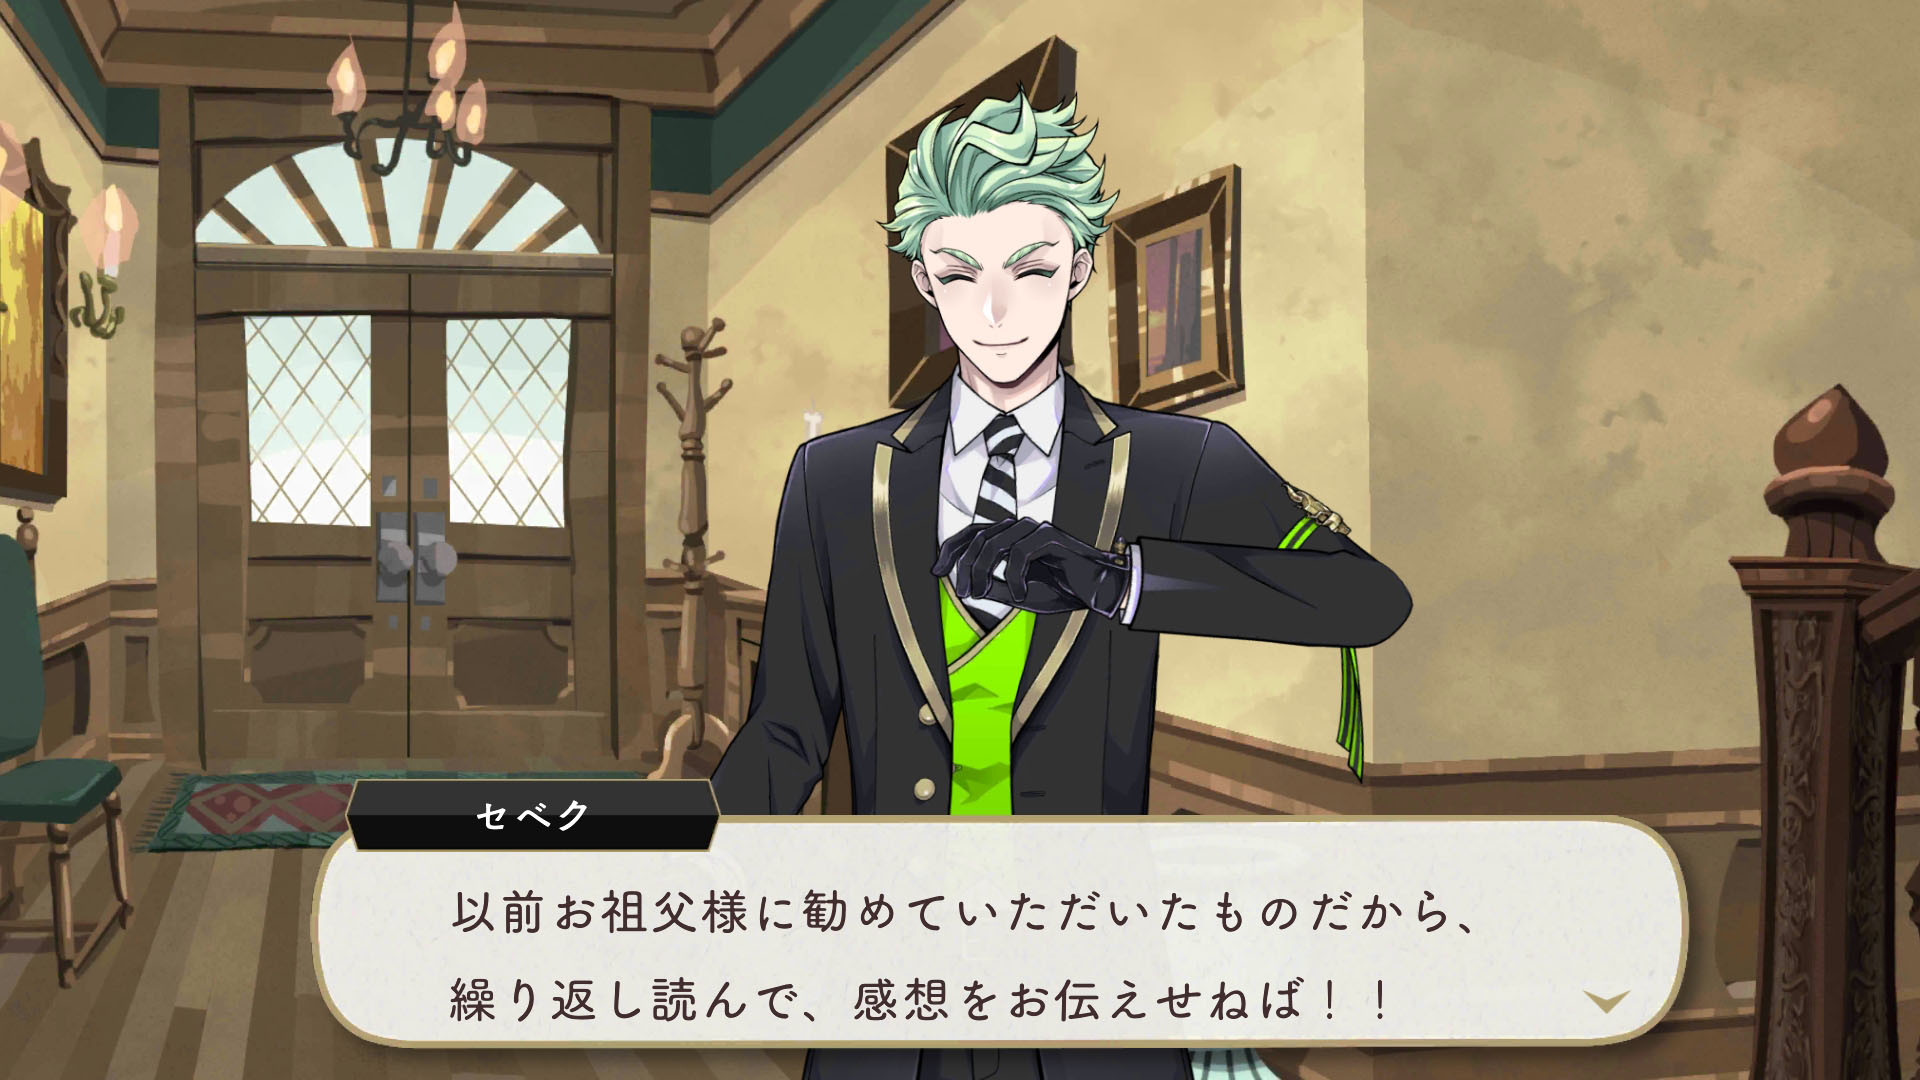 セベク
以前お祖父様に勧めていただいたものだから、
繰り返し読んで、感想をお伝えせねば！！